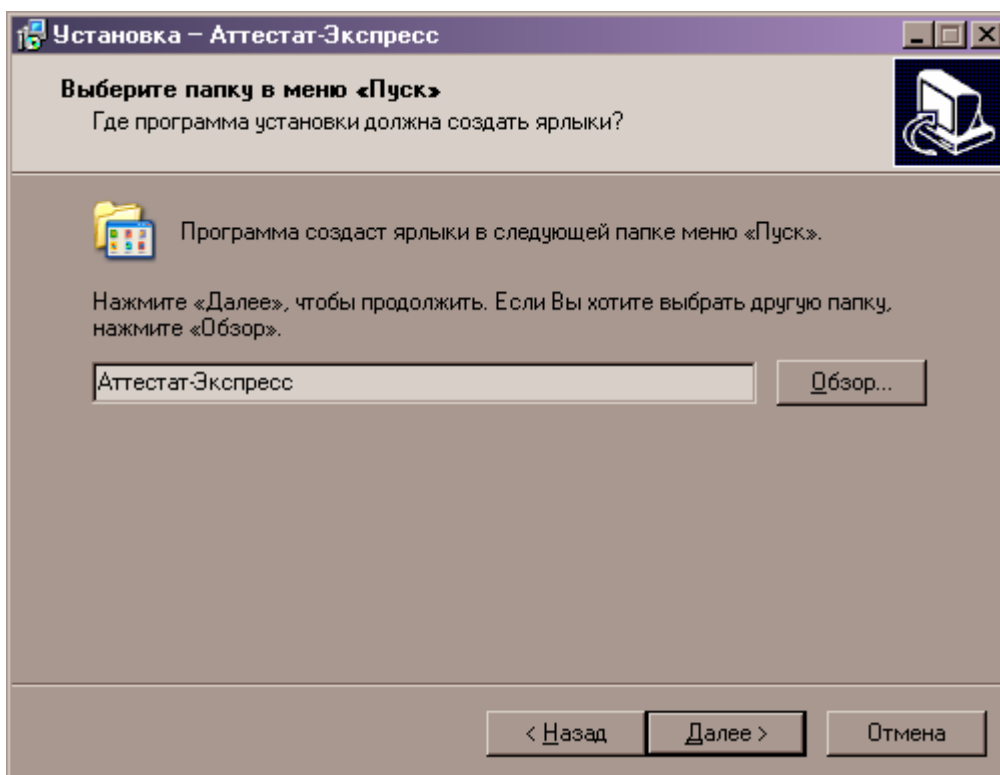 Установка – Аттестат-Экспресс
Выберите папку в меню «Пуск»
Где программа установки должна создать ярлыки?
Программа создаст ярлыки в следующей папке меню «Пуск».
Нажмите «Далее», чтобы продолжить. Если Вы хотите выбрать другую папку,
нажмите «Обзор».
Аттестат-Экспресс
Обзор...
< Назад
Далее >
Отмена